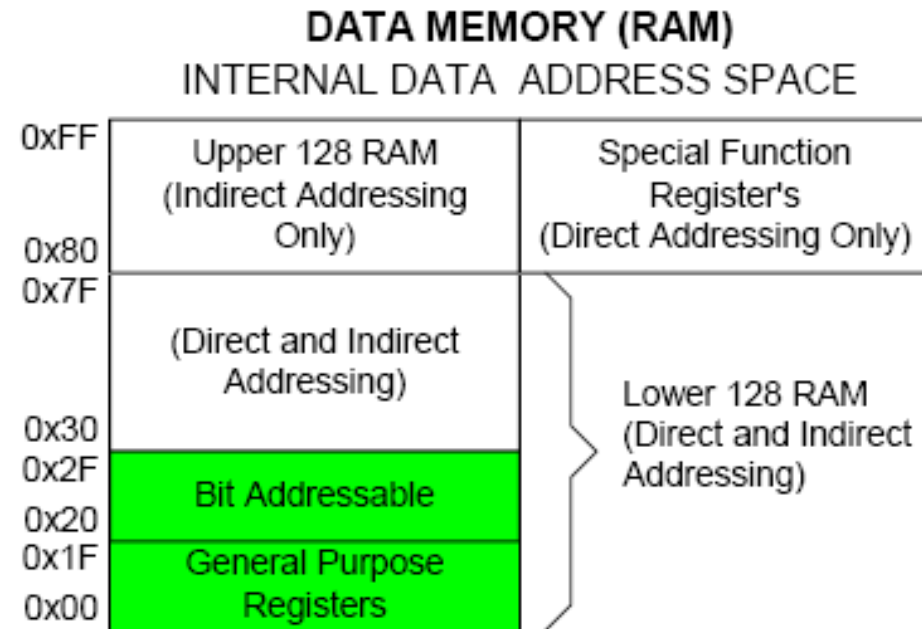 DATA MEMORY (RAM)
INTERNAL DATA ADDRESS SPACE
0xFF
Upper 128 RAM
(Indirect Addressing
Only)
0x80
Special Function
Register's
(Direct Addressing Only)
0x7F
(Direct and Indirect
Addressing)
0x30
Lower 128 RAM
(Direct and Indirect
Addressing)
0x2F
Bit Addressable
0x20
0x1F
General Purpose
Registers
0x00